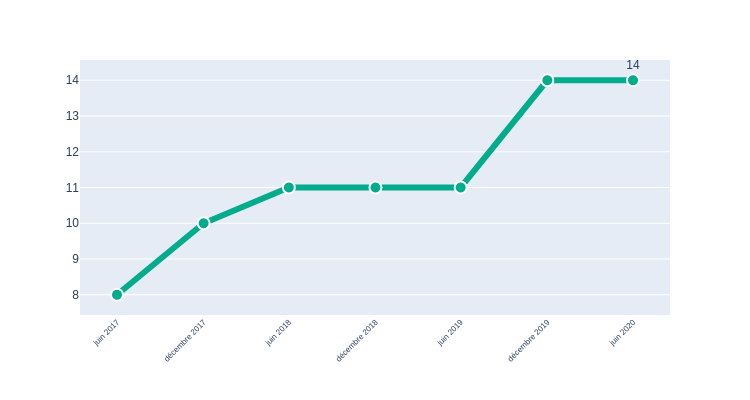 14
14
13
12
11
10
9
8
juin 2017
décembre 2017
juin 2018
décembre 2018
juin 2019
décembre 2019
juin 2020